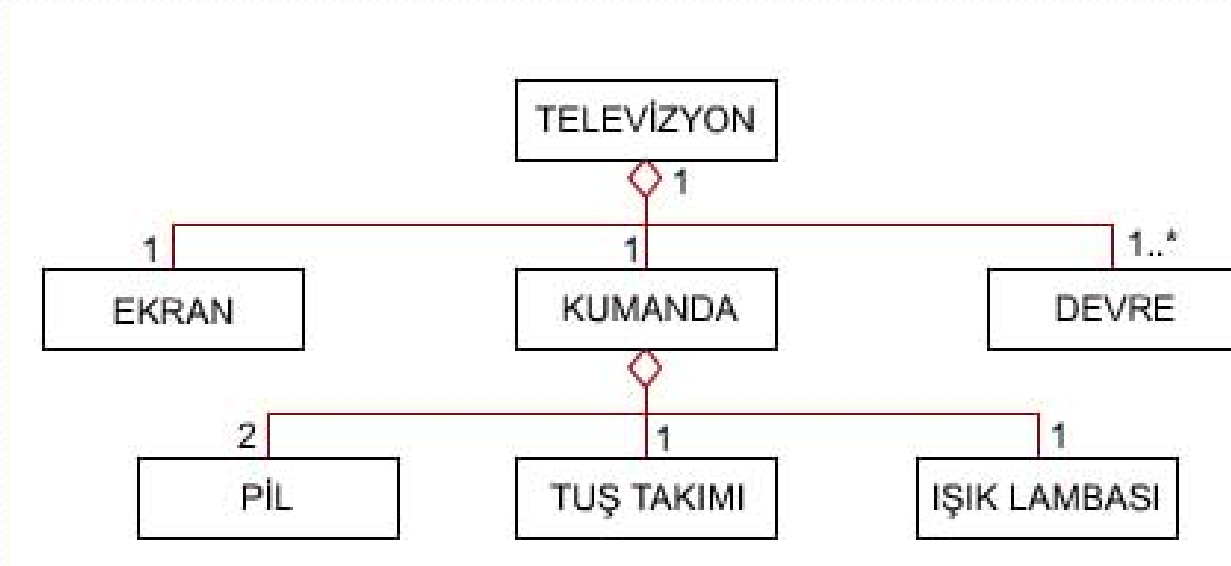 TELEVİZYON
1
1
1
1..*
EKRAN
KUMANDA
DEVRE
2
1
1
PİL
TUŞ TAKIMI
IŞIK LAMBASI